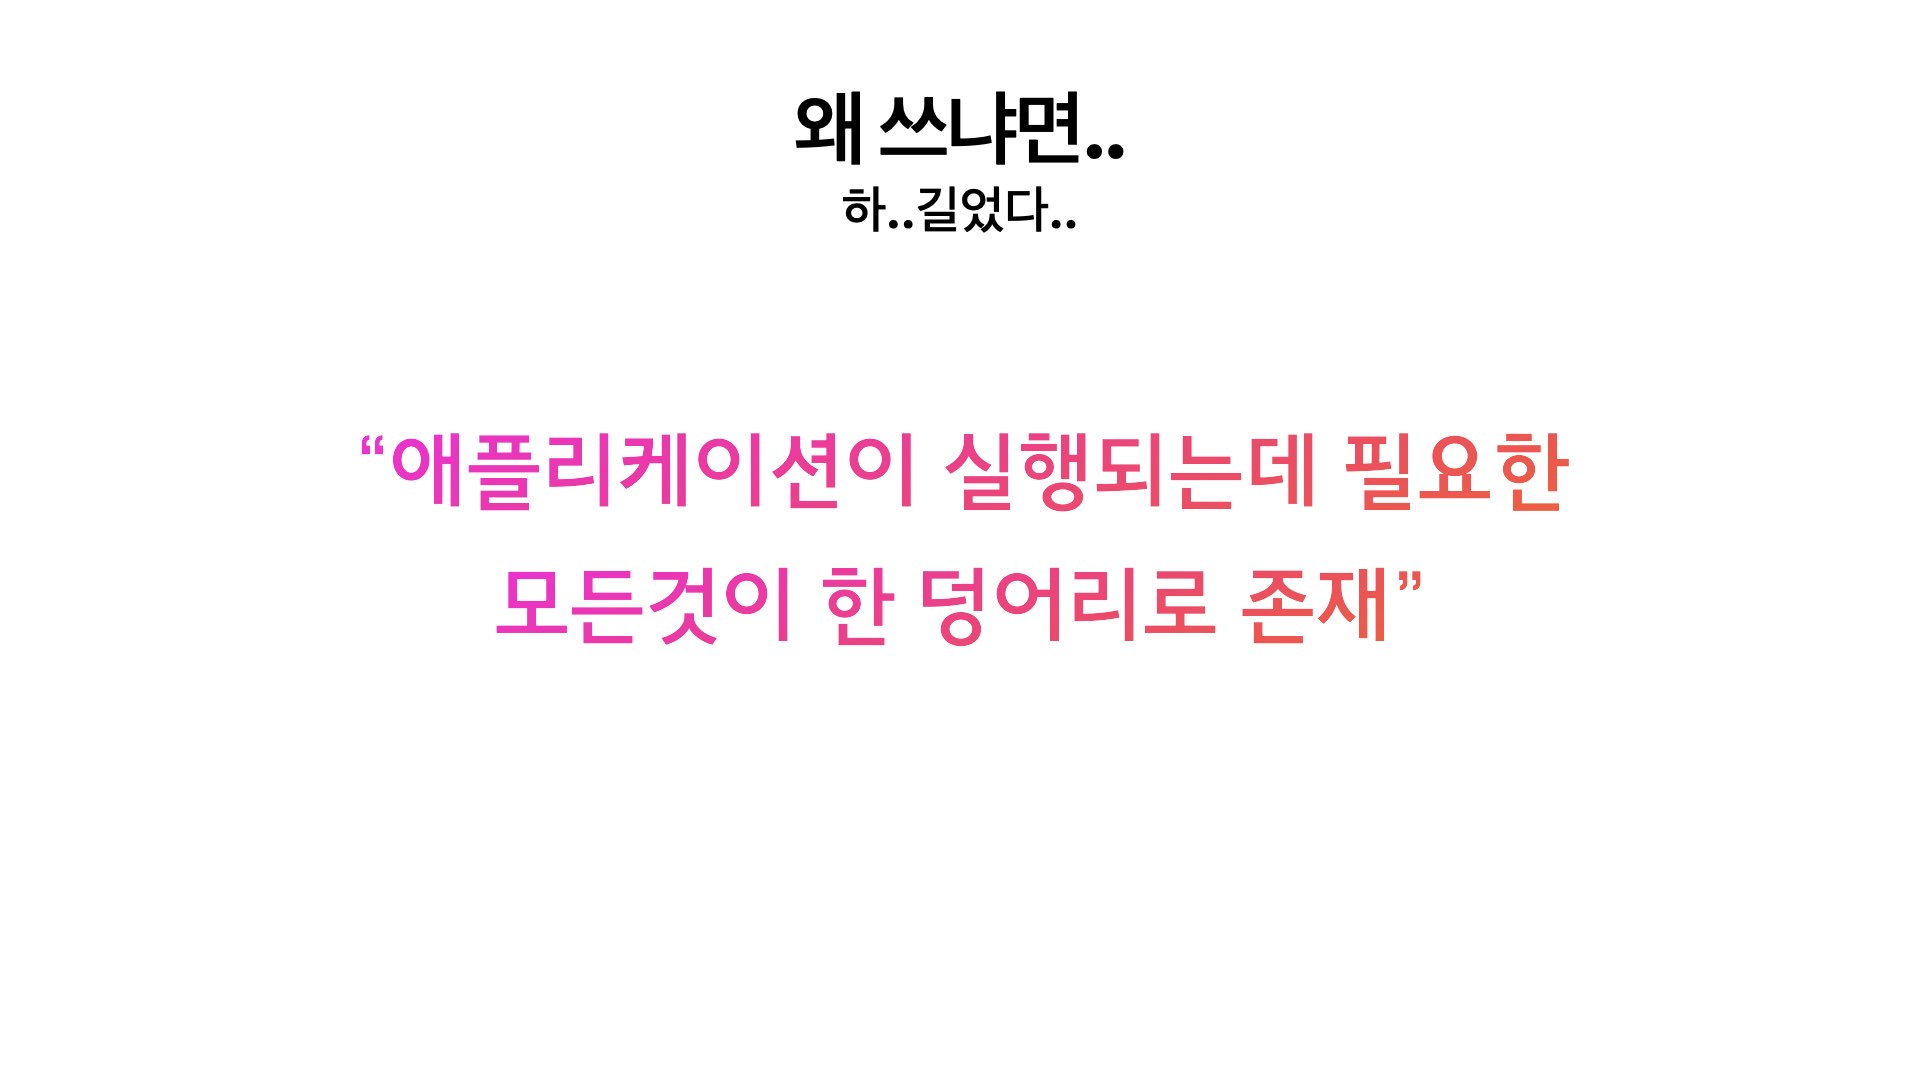 왜 쓰냐면..
하..길었다..
“애플리케이션이 실행되는데 필요한
모든것이 한 덩어리로 존재”